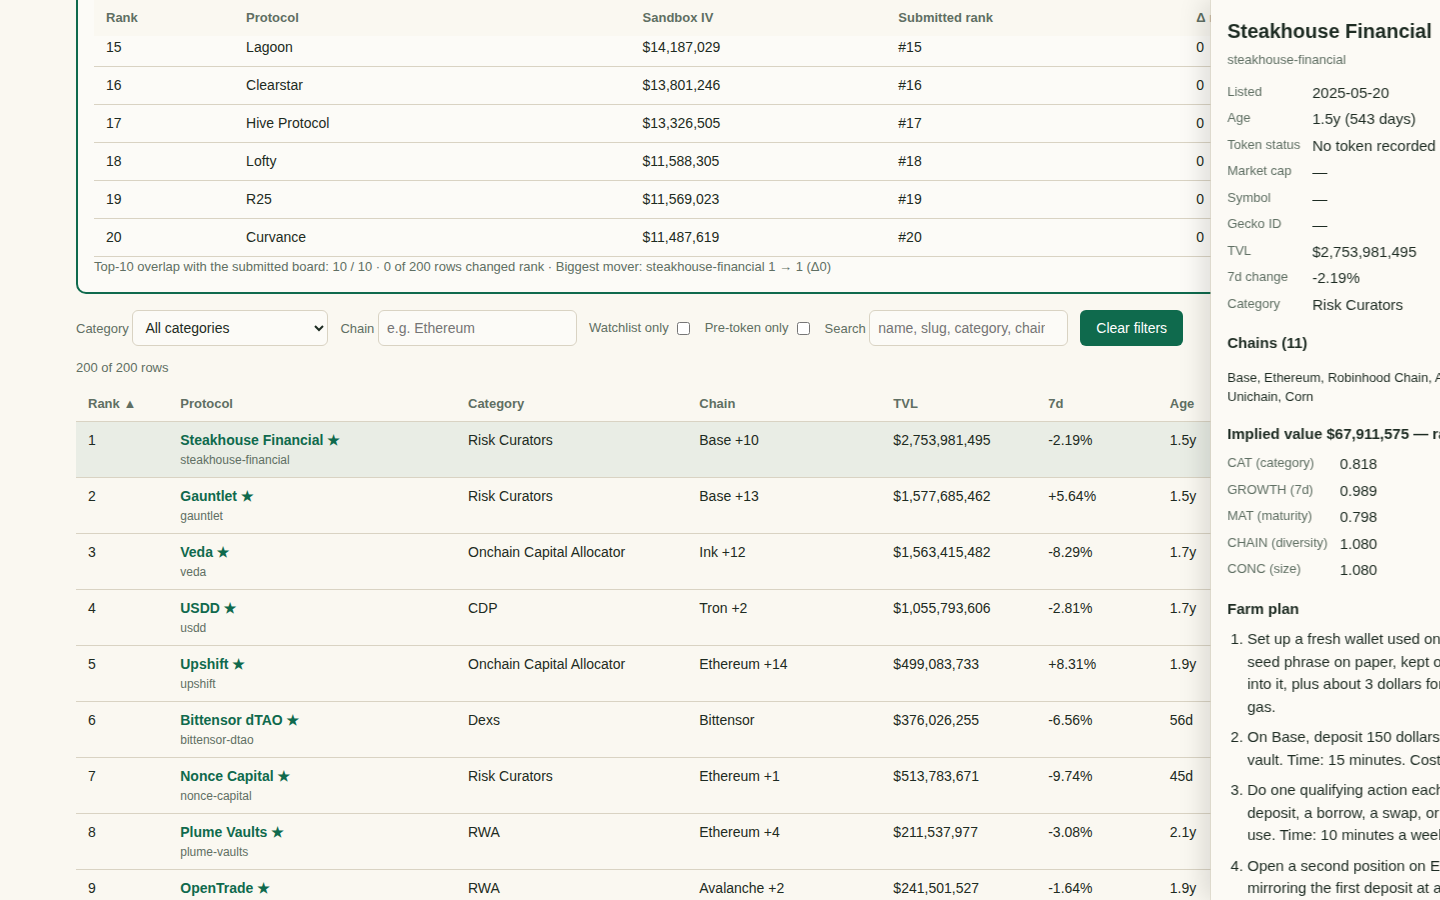 Rank Protocol Sandbox IV Submitted rank Δ
15 Lagoon $14,187,029 #15 0
16 Clearstar $13,801,246 #16 0
17 Hive Protocol $13,326,505 #17 0
18 Lofty $11,588,305 #18 0
19 R25 $11,569,023 #19 0
20 Curvance $11,487,619 #20 0
Top-10 overlap with the submitted board: 10 / 10 · 0 of 200 rows changed rank · Biggest mover: steakhouse-financial 1 → 1 (Δ0)
Category All categories Chain e.g. Ethereum Watchlist only Pre-token only Search name, slug, category, chair Clear filters
200 of 200 rows
Rank ▲ Protocol Category Chain TVL 7d Age
1 Steakhouse Financial ★ Risk Curators Base +10 $2,753,981,495 -2.19% 1.5y
steakhouse-financial
2 Gauntlet ★ Risk Curators Base +13 $1,577,685,462 +5.64% 1.5y
gauntlet
3 Veda ★ Onchain Capital Allocator Ink +12 $1,563,415,482 -8.29% 1.7y
veda
4 USDD ★ CDP Tron +2 $1,055,793,606 -2.81% 1.7y
usdd
5 Upshift ★ Onchain Capital Allocator Ethereum +14 $499,083,733 +8.31% 1.9y
upshift
6 Bittensor dTAO ★ Dexs Bittensor $376,026,255 -6.56% 56d
bittensor-dtao
7 Nonce Capital ★ Risk Curators Ethereum +1 $513,783,671 -9.74% 45d
nonce-capital
8 Plume Vaults ★ RWA Ethereum +4 $211,537,977 -3.08% 2.1y
plume-vaults
9 OpenTrade ★ RWA Avalanche +2 $241,501,527 -1.64% 1.9y
Steakhouse Financial
steakhouse-financial
Listed 2025-05-20
Age 1.5y (543 days)
Token status No token recorded
Market cap —
Symbol —
Gecko ID —
TVL $2,753,981,495
7d change -2.19%
Category Risk Curators
Chains (11)
Base, Ethereum, Robinhood Chain,
Unichain, Corn
Implied value $67,911,575 —
CAT (category) 0.818
GROWTH (7d) 0.989
MAT (maturity) 0.798
CHAIN (diversity) 1.080
CONC (size) 1.080
Farm plan
1. Set up a fresh wallet used on
seed phrase on paper, kept
into it, plus about 3 dollars
gas.
2. On Base, deposit 150 dollars
vault. Time: 15 minutes. Cost
3. Do one qualifying action each
deposit, a borrow, a swap, or
use. Time: 10 minutes a week
4. Open a second position on
mirroring the first deposit at